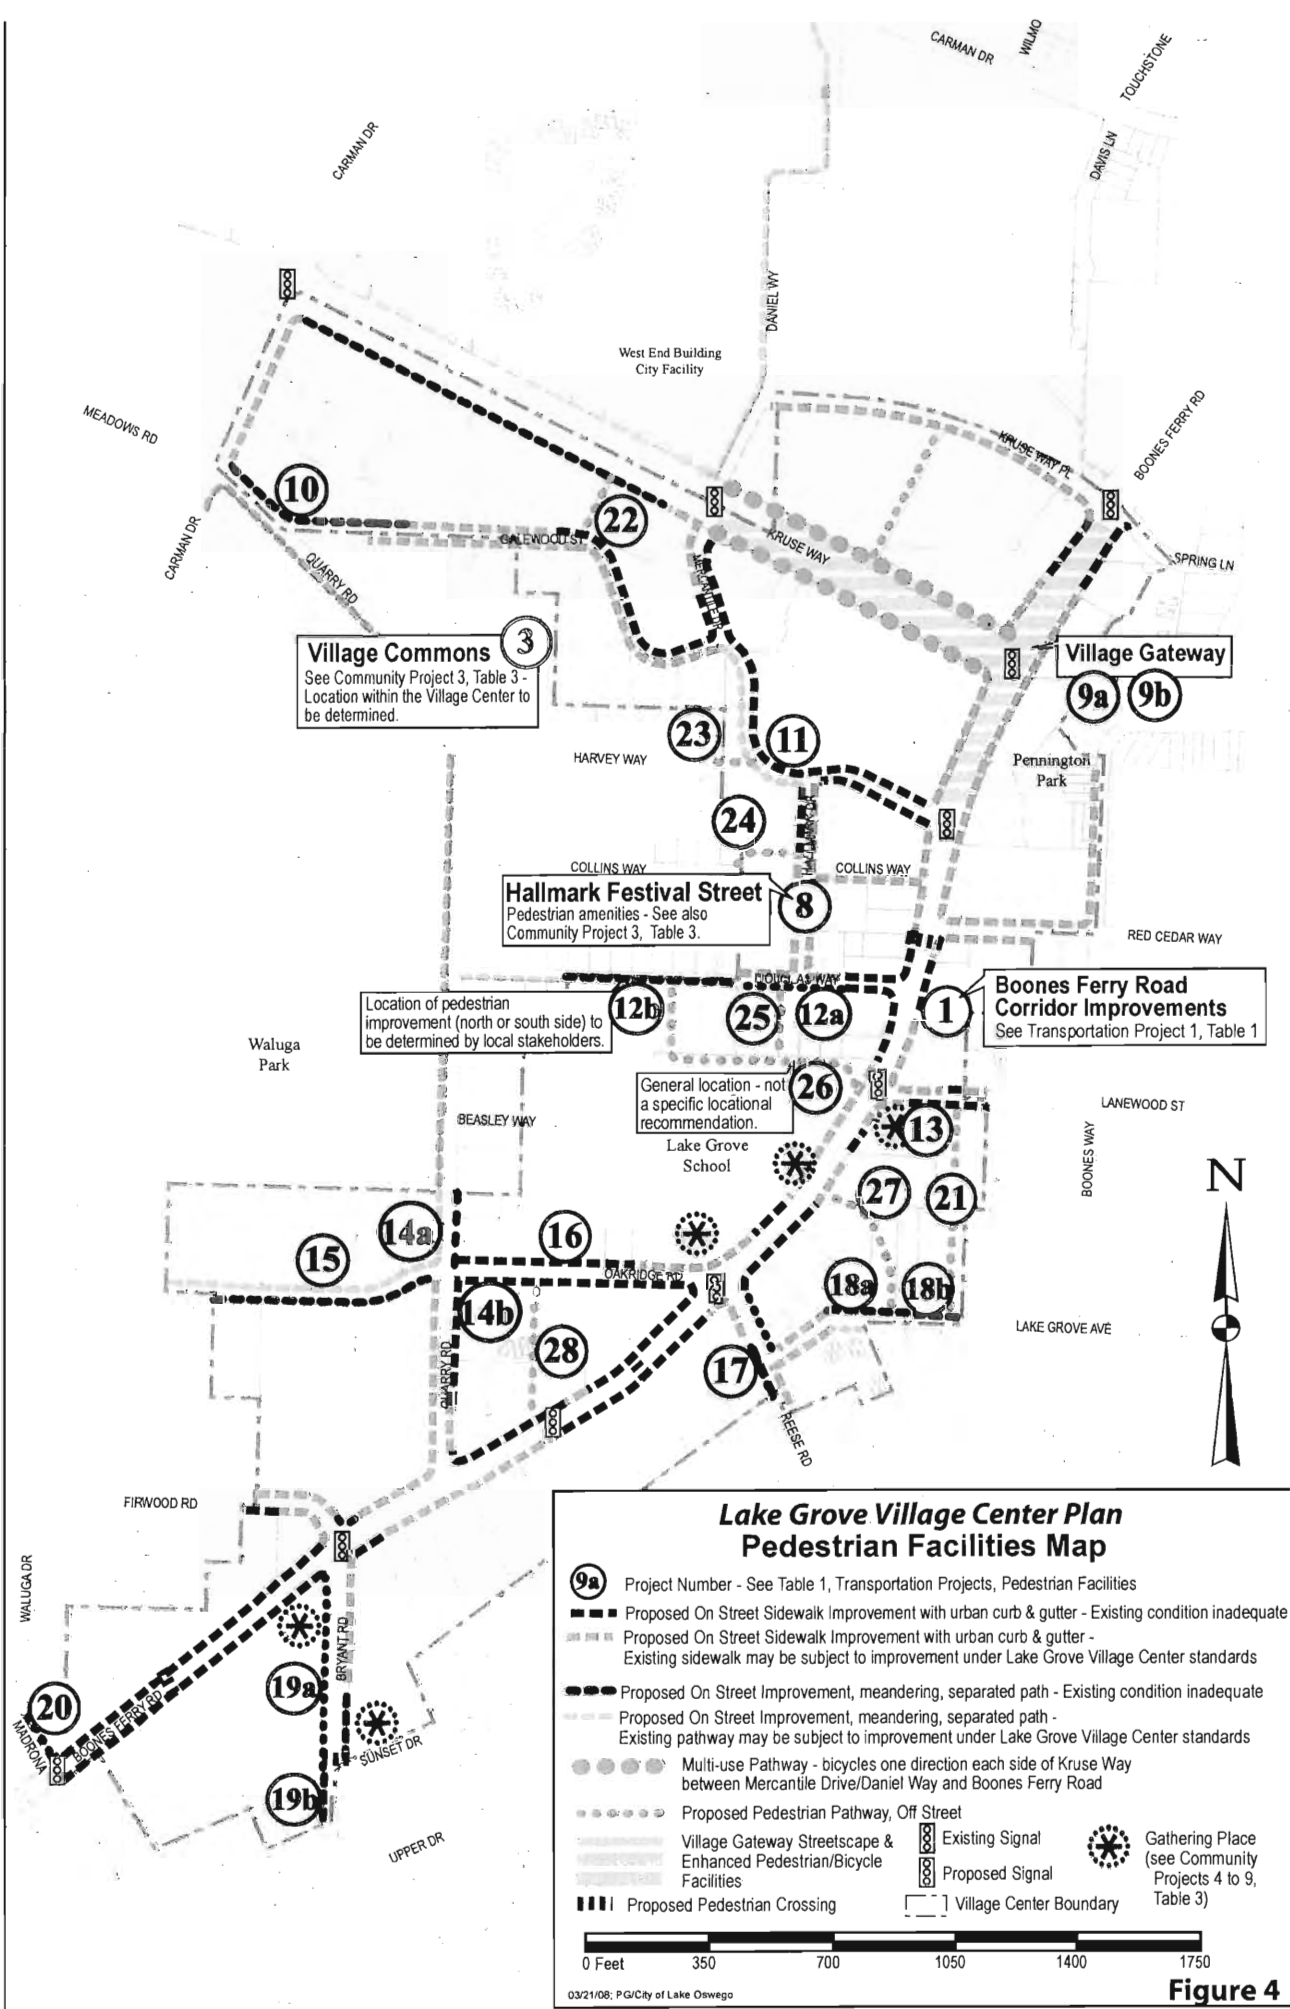 CARMAN DR
WILMO
TOUCHSTONE
CARMAN DR
DAVIS LN
DANIEL WY
West End Building
City Facility
MEADOWS RD
BOONES FERRY RD
KRUSE WAY PL
10
22
GALEWOOD ST
KRUSE WAY
CARMAN DR
QUARRY RD
MERCANTILE DR
SPRING LN
Village Commons
3
See Community Project 3, Table 3 -
Location within the Village Center to
be determined.
Village Gateway
9a
9b
23
11
HARVEY WAY
Pennington
Park
24
HALLMARK DR
COLLINS WAY
COLLINS WAY
Hallmark Festival Street
Pedestrian amenities - See also
Community Project 3, Table 3.
8
RED CEDAR WAY
DOUGLAS WAY
Boones Ferry Road
Corridor Improvements
See Transportation Project 1, Table 1
1
Location of pedestrian
improvement (north or south side) to
be determined by local stakeholders.
12b
25
12a
Waluga
Park
General location - not
a specific locational
recommendation.
26
LANEWOOD ST
BEASLEY WAY
13
BOONES WAY
Lake Grove
School
N
27
21
14a
16
15
OAKRIDGE RD
18a
18b
14b
LAKE GROVE AVE
28
QUARRY RD
17
REESE RD
FIRWOOD RD
WALUGA DR
BRYANT RD
19a
20
MADRONA
BOONES FERRY RD
SUNSET DR
19b
UPPER DR
Lake Grove Village Center Plan
Pedestrian Facilities Map
9a
Project Number - See Table 1, Transportation Projects, Pedestrian Facilities
Proposed On Street Sidewalk Improvement with urban curb & gutter - Existing condition inadequate
Proposed On Street Sidewalk Improvement with urban curb & gutter -
Existing sidewalk may be subject to improvement under Lake Grove Village Center standards
Proposed On Street Improvement, meandering, separated path - Existing condition inadequate
Proposed On Street Improvement, meandering, separated path -
Existing pathway may be subject to improvement under Lake Grove Village Center standards
Multi-use Pathway - bicycles one direction each side of Kruse Way
between Mercantile Drive/Daniel Way and Boones Ferry Road
Proposed Pedestrian Pathway, Off Street
Village Gateway Streetscape &
Enhanced Pedestrian/Bicycle
Facilities
Existing Signal
Proposed Signal
Gathering Place
(see Community
Projects 4 to 9,
Table 3)
Proposed Pedestrian Crossing
Village Center Boundary
0 Feet 350 700 1050 1400 1750
03/21/08; PG/City of Lake Oswego
Figure 4